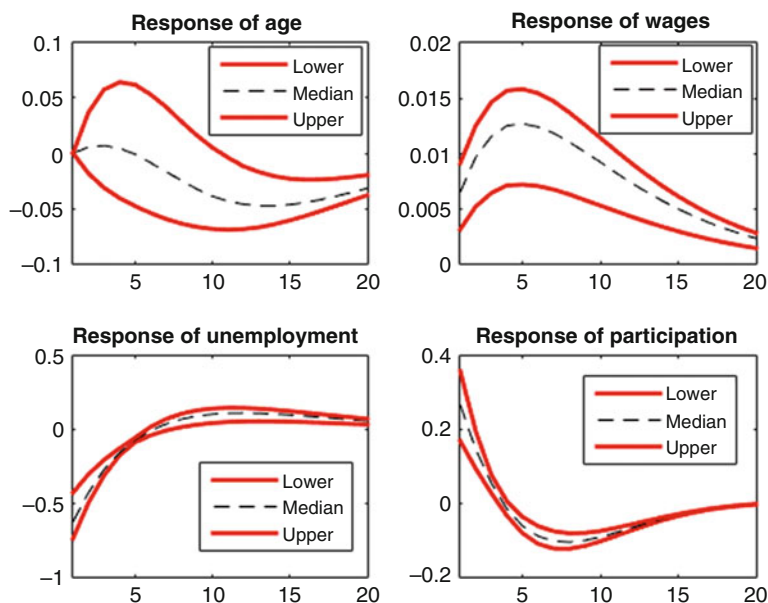 Response of age
0.1
0.05
0
−0.05
−0.1
5
10
15
20
Lower
Median
Upper
Response of wages
0.02
0.015
0.01
0.005
0
5
10
15
20
Lower
Median
Upper
Response of unemployment
0.5
0
−0.5
−1
5
10
15
20
Lower
Median
Upper
Response of participation
0.4
0.2
0
−0.2
5
10
15
20
Lower
Median
Upper